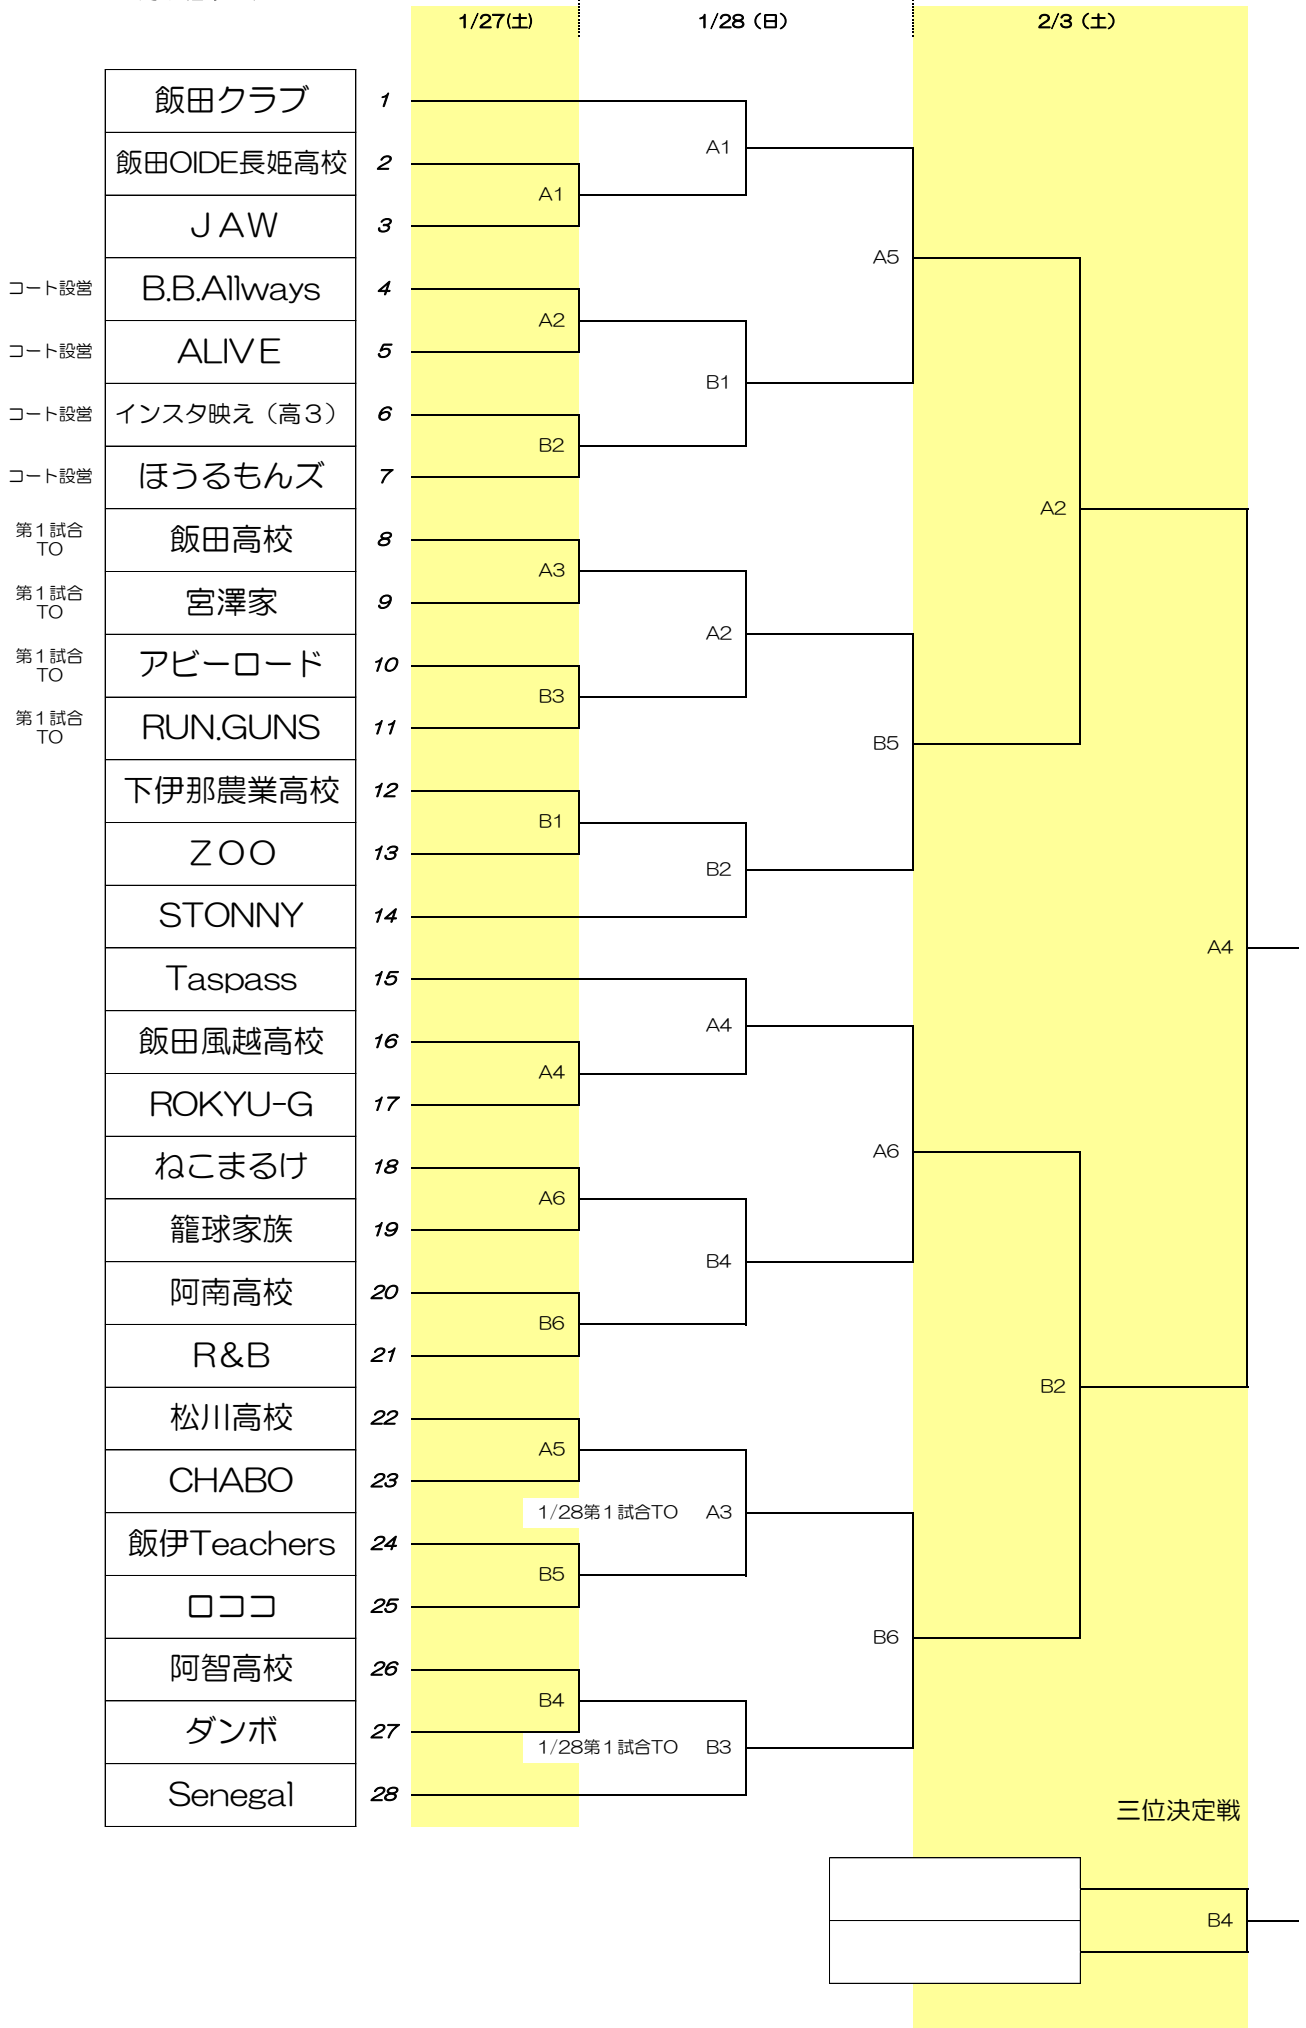 1/27(土) 1/28（日） 2/3（土）
飯田クラブ 1
A1
飯田OIDE長姫高校 2
A1
JAW 3
A5
コート設営 B.B.Allways 4
A2
コート設営 ALIVE 5
B1
コート設営 インスタ映え（高３） 6
B2
コート設営 ほうるもんズ 7
A2
第１試合
TO
飯田高校 8
A3
第１試合
TO
宮澤家 9
A2
第１試合
TO
アビーロード 10
B3
第１試合
TO
RUN.GUNS 11
B5
下伊那農業高校 12
B1
ZOO 13
B2
STONNY 14
A4
Taspass 15
A4
飯田風越高校 16
A4
ROKYU-G 17
A6
ねこまるけ 18
A6
籠球家族 19
B4
阿南高校 20
B6
R&B 21
B2
松川高校 22
A5
CHABO 23
1/28第１試合TO A3
飯伊Teachers 24
B5
ロココ 25
B6
阿智高校 26
B4
ダンボ 27
1/28第１試合TO B3
Senegal 28
三位決定戦
B4